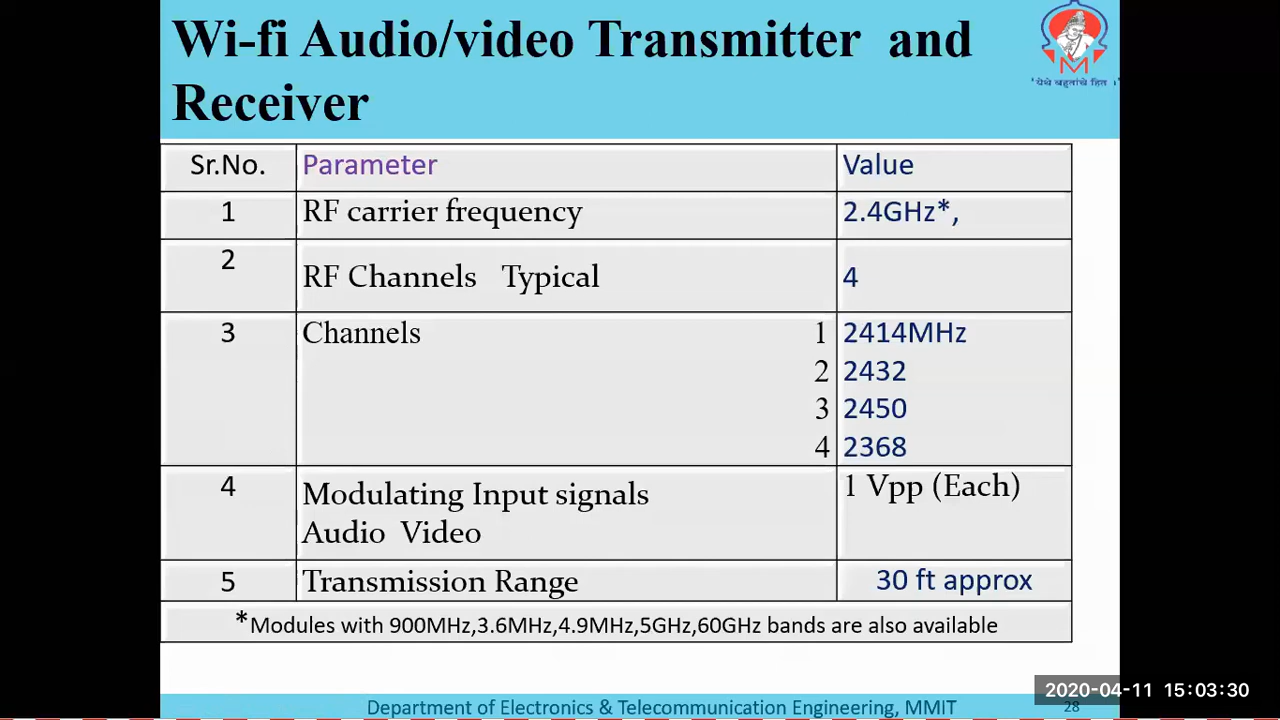 Wi-fi Audio/video Transmitter and
Receiver
M
'येथे बहुतांचे हित ।'
Sr.No. Parameter Value
1 RF carrier frequency 2.4GHz*,
2 RF Channels Typical 4
3 Channels 1 2414MHz
2 2432
3 2450
4 2368
4 Modulating Input signals 1 Vpp (Each)
Audio Video
5 Transmission Range 30 ft approx
*Modules with 900MHz,3.6MHz,4.9MHz,5GHz,60GHz bands are also available
2020-04-11 15:03:30
Department of Electronics & Telecommunication Engineering, MMIT 28